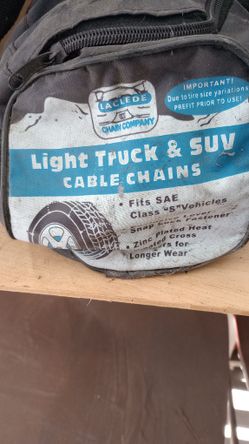 LACLEDE
CHAIN COMPANY
IMPORTANT!
Due to tire size variations
PREFIT PRIOR TO USE!
Light Truck & SUV
CABLE CHAINS
• Fits SAE
Class "S" Vehicles
Snap Lock Fastener
• Zinc Plated Heat
Cross
for
Longer Wear